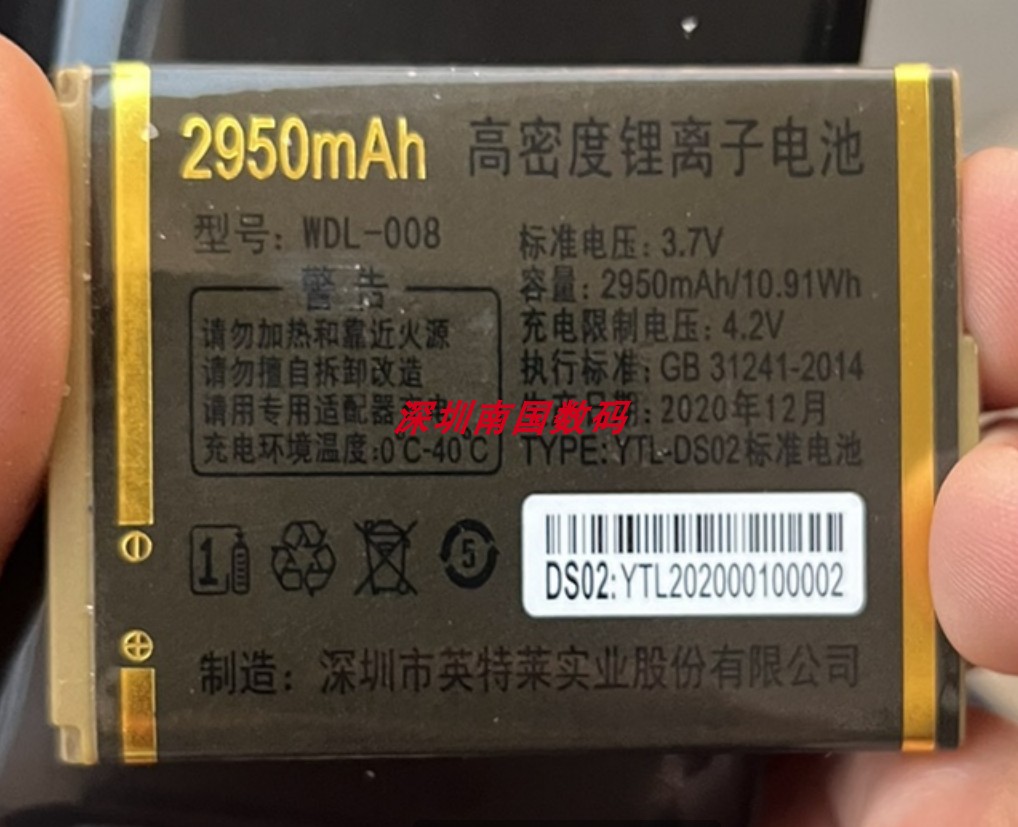 2950mAh 高密度锂离子电池
型号：WDL-008
警告
请勿加热和靠近火源
请勿擅自拆卸改造
请用专用适配器
充电环境温度:0℃-40℃
标准电压：3.7V
容量：2950mAh/10.91Wh
充电限制电压：4.2V
执行标准：GB 31241-2014
深圳南国数码
：2020年12月
TYPE：YTL-DS02标准电池
1
5
DS02:YTL202000100002
制造：深圳市英特莱实业股份有限公司